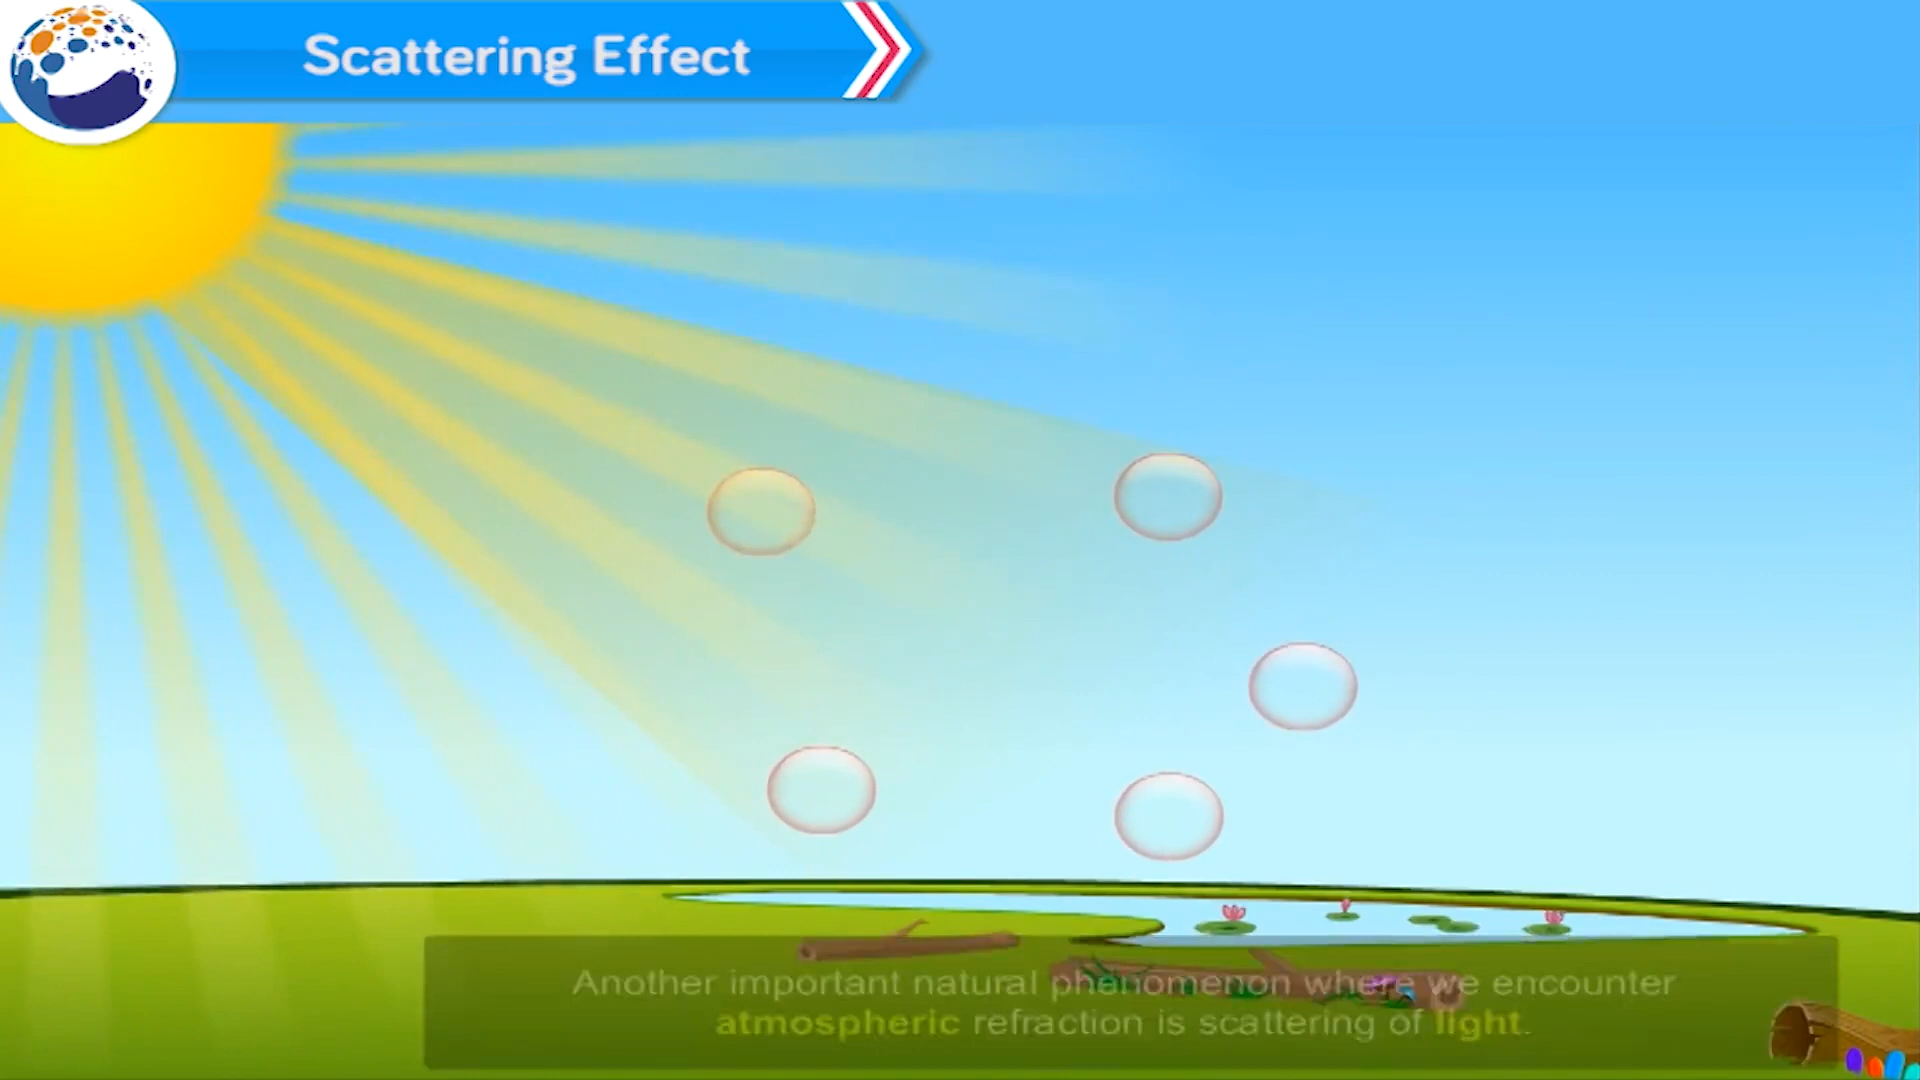 Scattering Effect
Another important natural phenomenon where we encounter
atmospheric refraction is scattering of light.